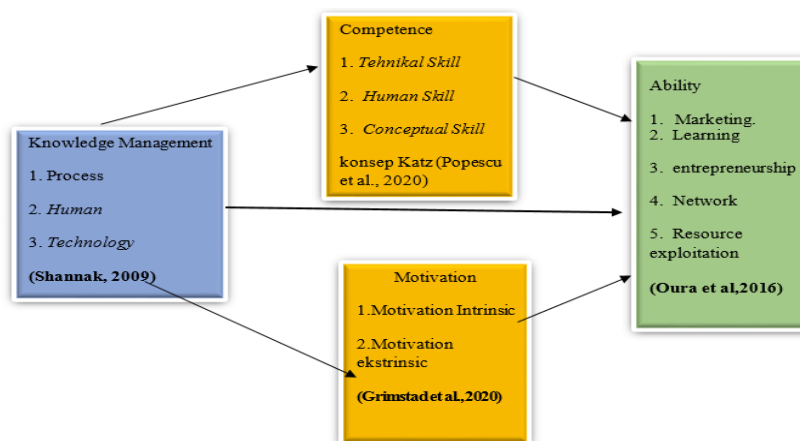 Competence
1. Tehnikal Skill
2. Human Skill
3. Conceptual Skill
konsep Katz (Popescu
et al., 2020)
Knowledge Management
1. Process
2. Human
3. Technology
(Shannak, 2009)
Motivation
1.Motivation Intrinsic
2.Motivation
ekstrinsic
(Grimstad et al.,2020)
Ability
1. Marketing.
2. Learning
3. entrepreneurship
4. Network
5. Resource
exploitation
(Oura et al,2016)